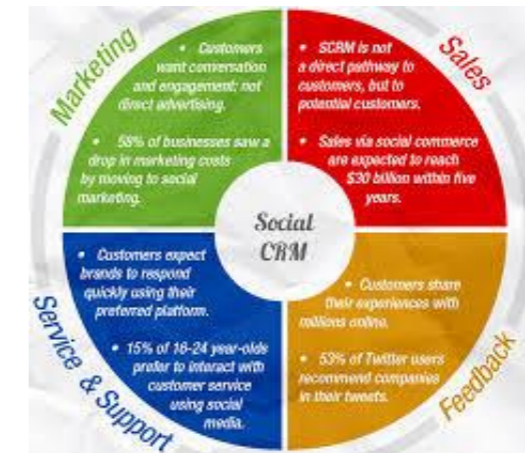 Marketing
• Customers
want conversation
and engagement; not
direct advertising.
• 58% of businesses saw a
drop in marketing costs
by moving to social
marketing.
Sales
• SCRM is not
a direct pathway to
customers, but to
potential customers.
• Sales via social commerce
are expected to reach
$30 billion within five
years.
Social
CRM
Service & Support
• Customers expect
brands to respond
quickly using their
preferred platform.
• 15% of 16-24 year-olds
prefer to interact with
customer service
using social
media.
Feedback
• Customers share
their experiences with
millions online.
• 53% of Twitter users
recommend companies
in their tweets.